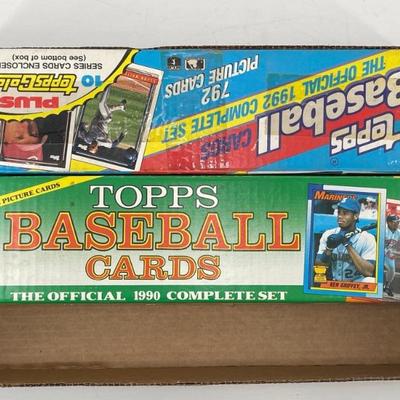 Topps
Baseball
CARDS
THE OFFICIAL 1992 COMPLETE SET
792
PICTURE CARDS
PLUS
10 Topps Gold
SERIES CARDS ENCLOSED
(See bottom of box)
PICTURE CARDS
TOPPS
BASEBALL
CARDS
THE OFFICIAL 1990 COMPLETE SET
MARINERS
KEN GRIFFEY, JR.